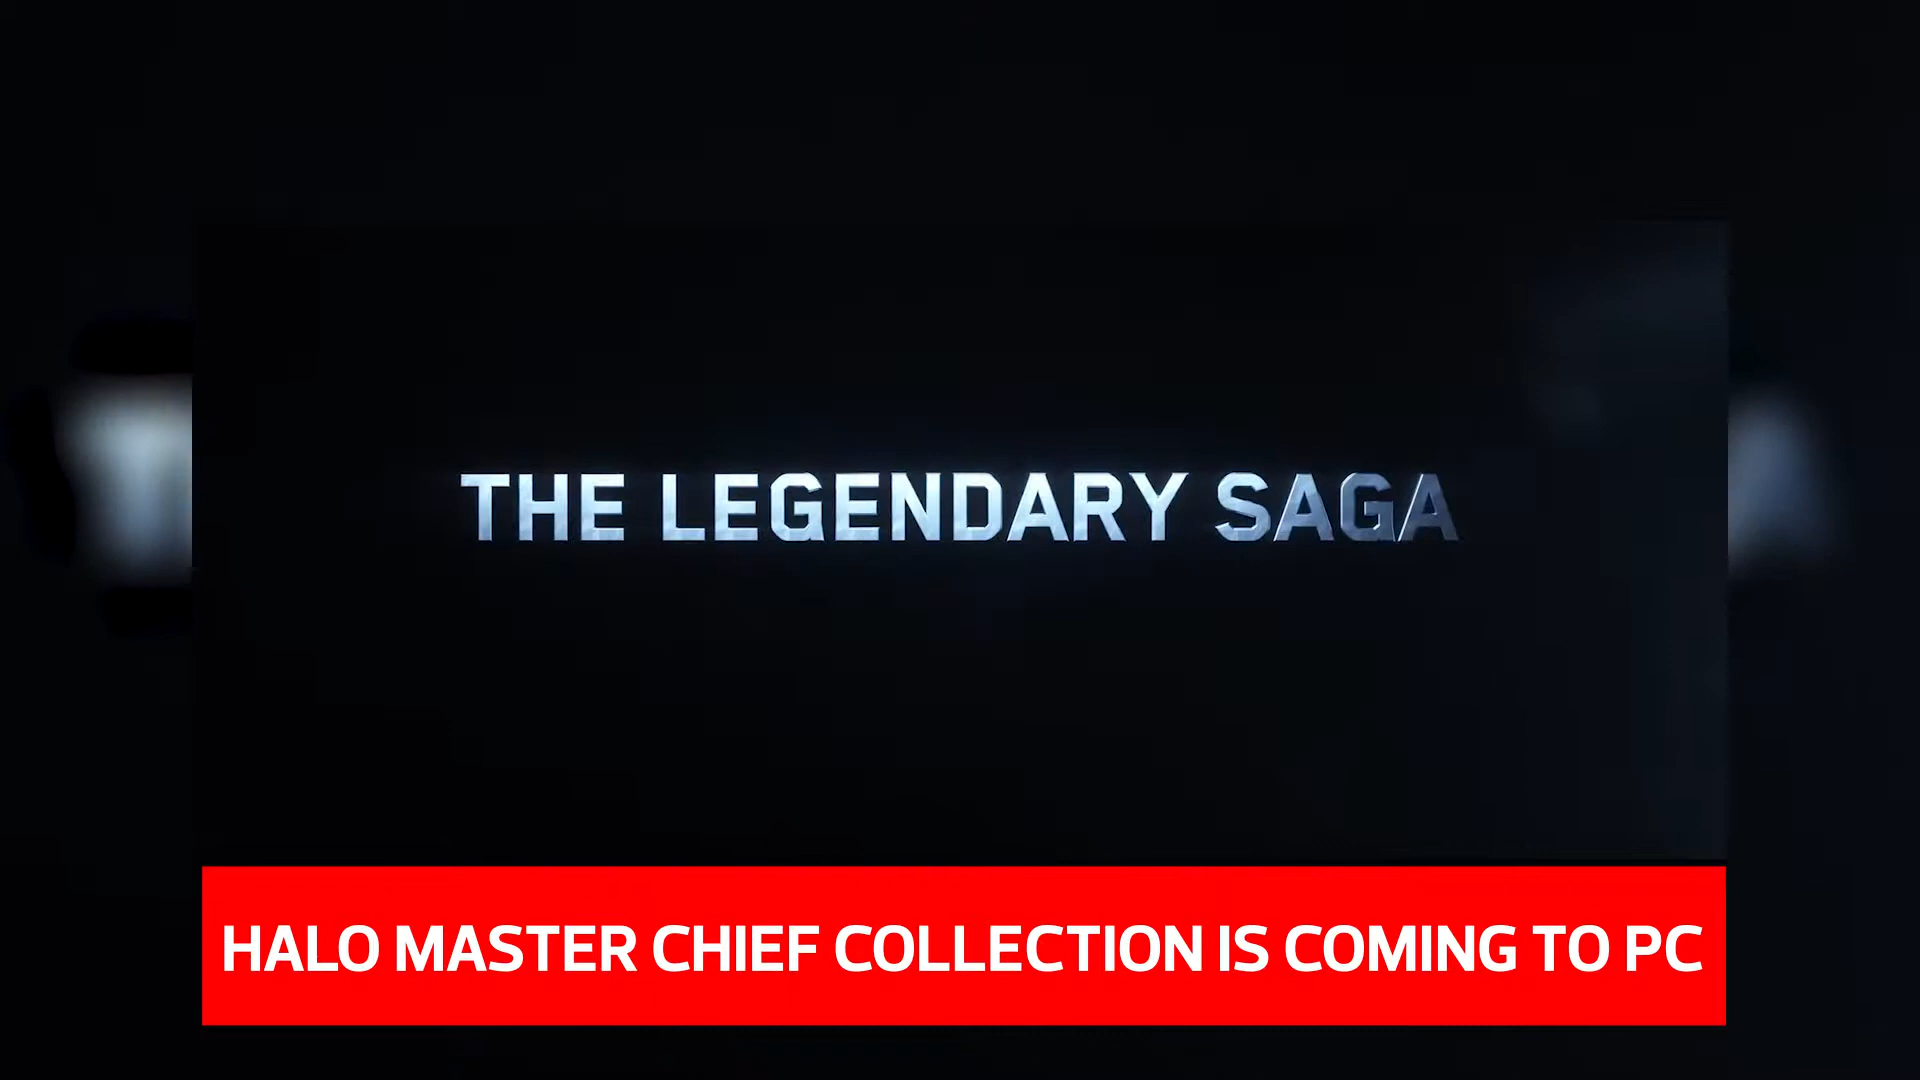 THE LEGENDARY SAGA
HALO MASTER CHIEF COLLECTION IS COMING TO PC